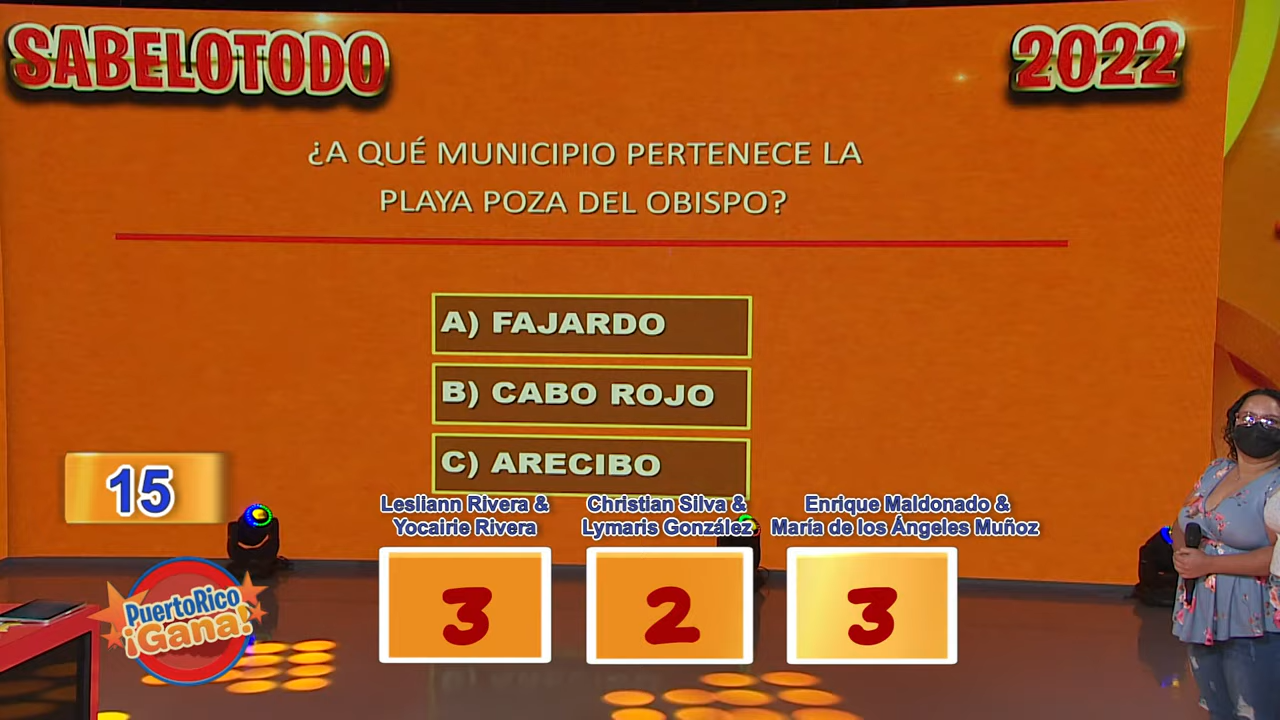 SABELOTODO
2022
¿A QUÉ MUNICIPIO PERTENECE LA
PLAYA POZA DEL OBISPO?
A) FAJARDO
B) CABO ROJO
C) ARECIBO
15
Lesliann Rivera &
Yocairie Rivera
3
Christian Silva &
Lymaris González
2
Enrique Maldonado &
María de los Ángeles Muñoz
3
PuertoRico
¡Gana!